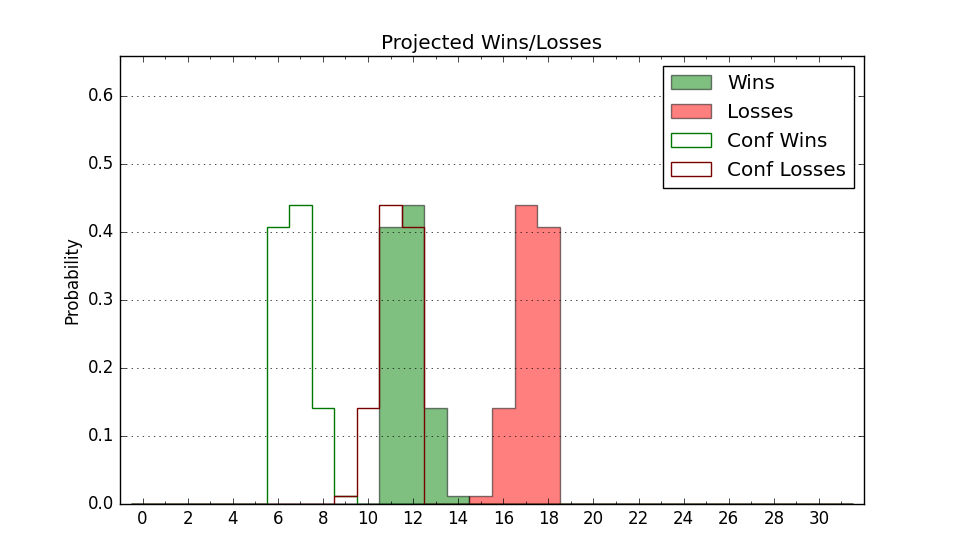 Projected Wins/Losses
Wins
Losses
Conf Wins
Conf Losses
Probability
0.6
0.5
0.4
0.3
0.2
0.1
0.0
0 2 4 6 8 10 12 14 16 18 20 22 24 26 28 30